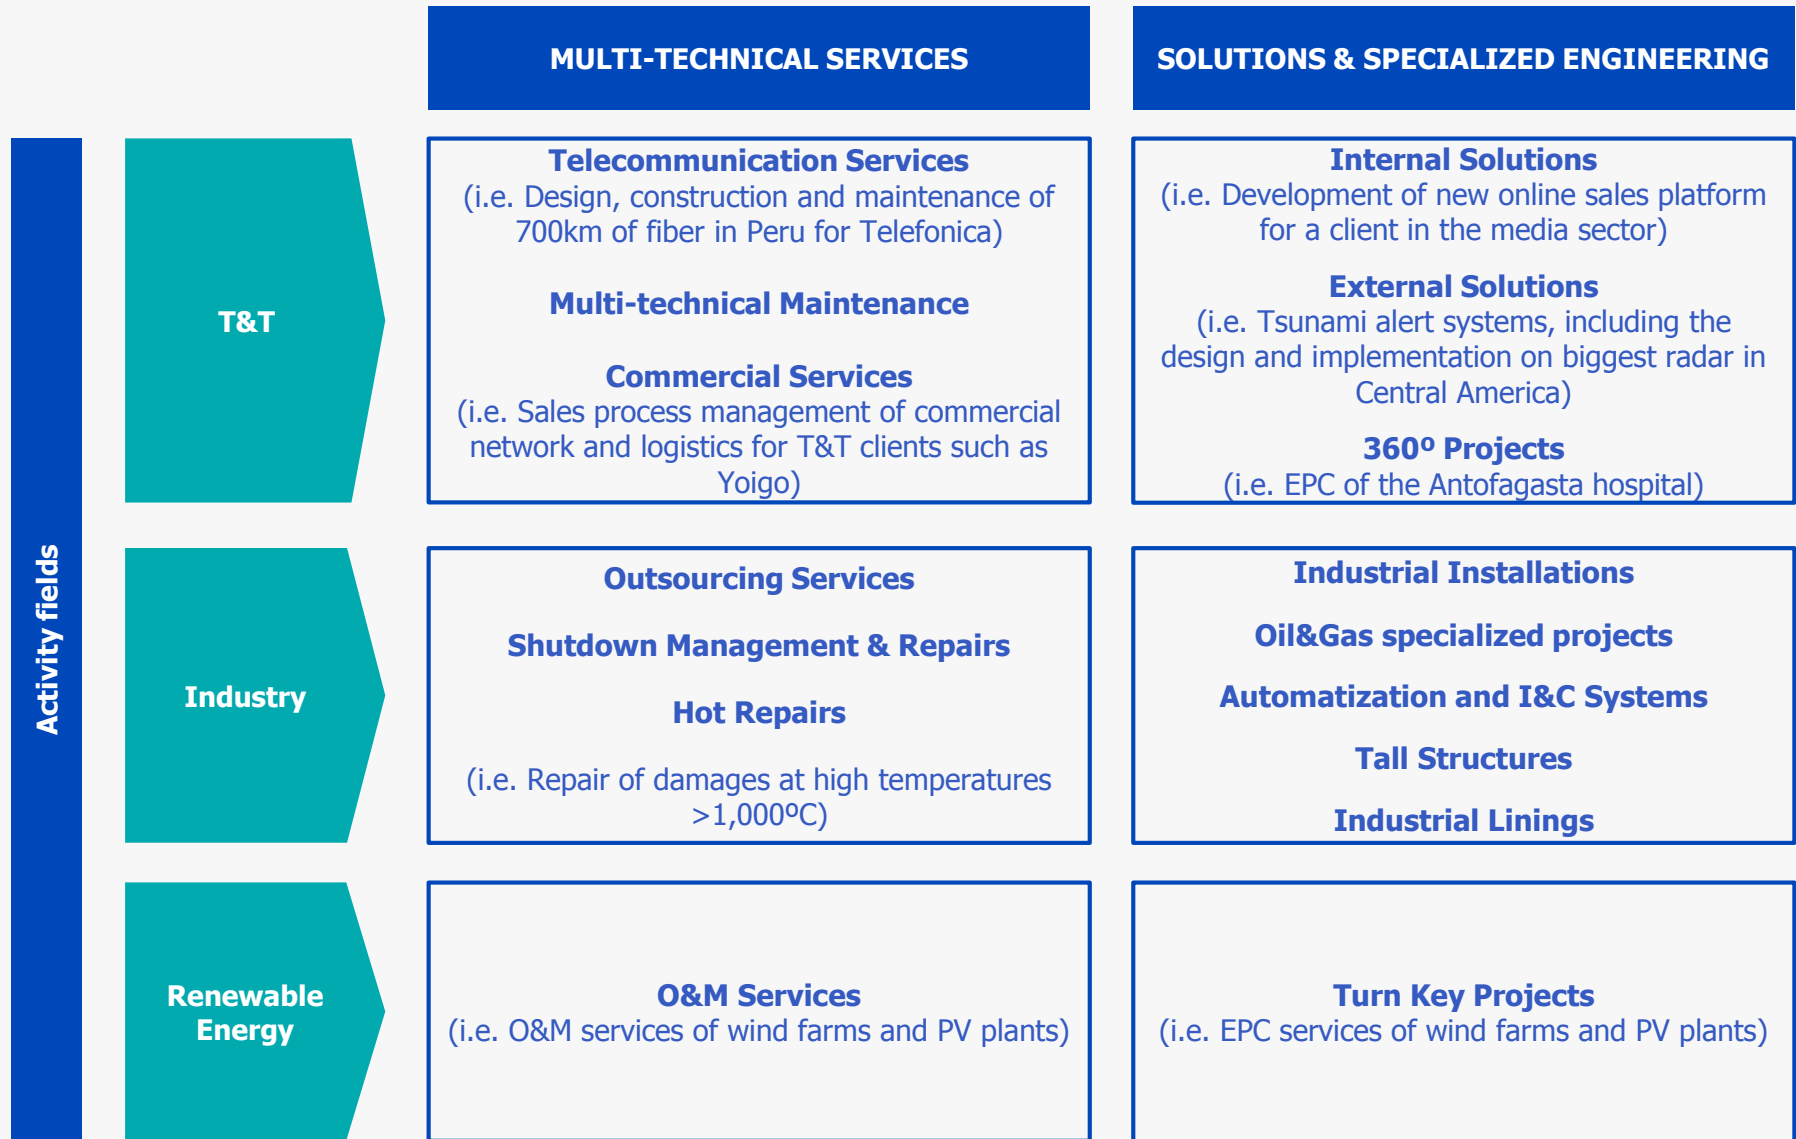 MULTI-TECHNICAL SERVICES
SOLUTIONS & SPECIALIZED ENGINEERING
Activity fields
T&T
Telecommunication Services
(i.e. Design, construction and maintenance of
700km of fiber in Peru for Telefonica)
Multi-technical Maintenance
Commercial Services
(i.e. Sales process management of commercial
network and logistics for T&T clients such as
Yoigo)
Internal Solutions
(i.e. Development of new online sales platform
for a client in the media sector)
External Solutions
(i.e. Tsunami alert systems, including the
design and implementation on biggest radar in
Central America)
360º Projects
(i.e. EPC of the Antofagasta hospital)
Industry
Outsourcing Services
Shutdown Management & Repairs
Hot Repairs
(i.e. Repair of damages at high temperatures
>1,000ºC)
Industrial Installations
Oil&Gas specialized projects
Automatization and I&C Systems
Tall Structures
Industrial Linings
Renewable
Energy
O&M Services
(i.e. O&M services of wind farms and PV plants)
Turn Key Projects
(i.e. EPC services of wind farms and PV plants)